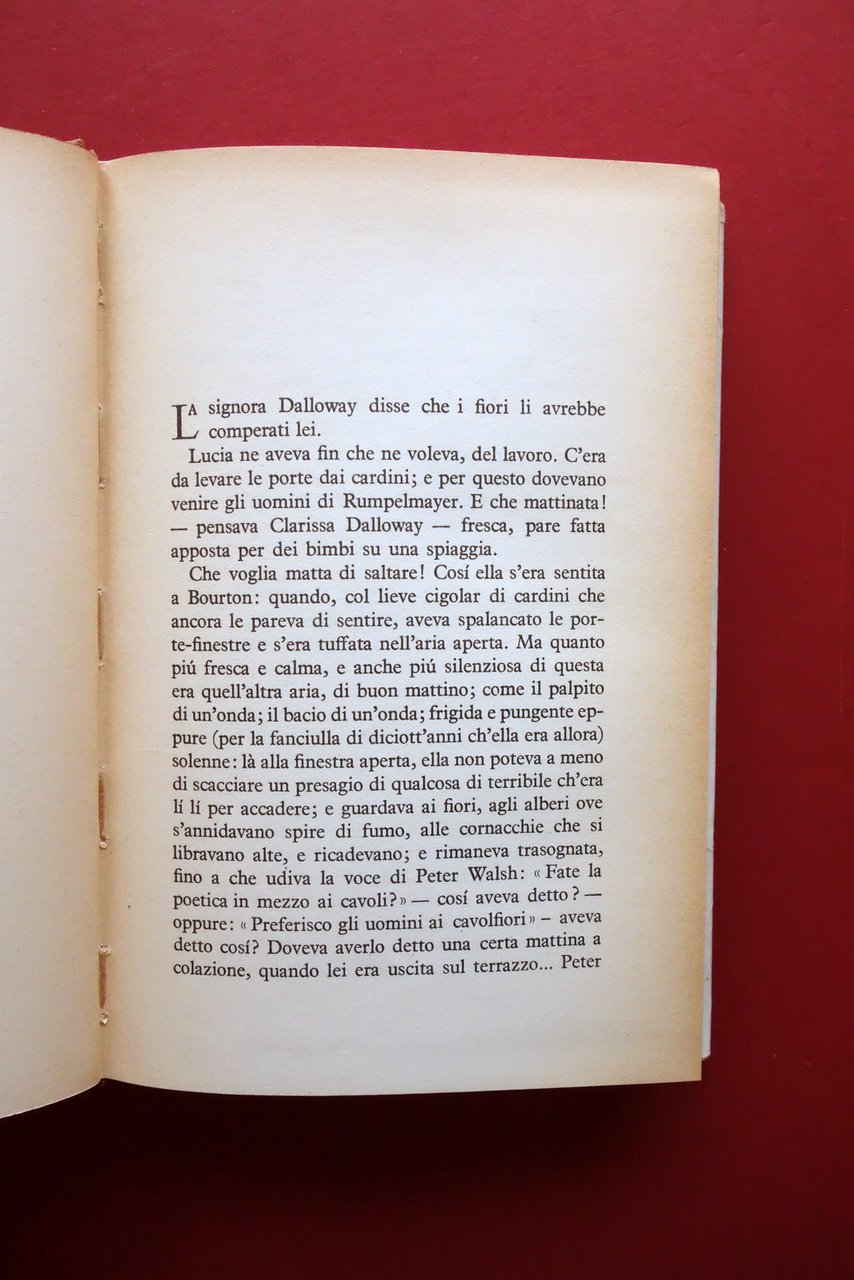 LA signora Dalloway disse che i fiori li avrebbe
comperati lei.
Lucia ne aveva fin che ne voleva, del lavoro. C'era
da levare le porte dai cardini; e per questo dovevano
venire gli uomini di Rumpelmayer. E che mattinata!
— pensava Clarissa Dalloway — fresca, pare fatta
apposta per dei bimbi su una spiaggia.
Che voglia matta di saltare! Cosí ella s'era sentita
a Bourton: quando, col lieve cigolar di cardini che
ancora le pareva di sentire, aveva spalancato le por-
te-finestre e s'era tuffata nell'aria aperta. Ma quanto
piú fresca e calma, e anche piú silenziosa di questa
era quell'altra aria, di buon mattino; come il palpito
di un'onda; il bacio di un'onda; frigida e pungente ep-
pure (per la fanciulla di diciott'anni ch'ella era allora)
solenne: là alla finestra aperta, ella non poteva a meno
di scacciare un presagio di qualcosa di terribile ch'era
lí lí per accadere; e guardava ai fiori, agli alberi ove
s'annidavano spire di fumo, alle cornacchie che si
libravano alte, e ricadevano; e rimaneva trasognata,
fino a che udiva la voce di Peter Walsh: «Fate la
poetica in mezzo ai cavoli?» — cosí aveva detto? —
oppure: «Preferisco gli uomini ai cavolfiori» – aveva
detto cosí? Doveva averlo detto una certa mattina a
colazione, quando lei era uscita sul terrazzo... Peter